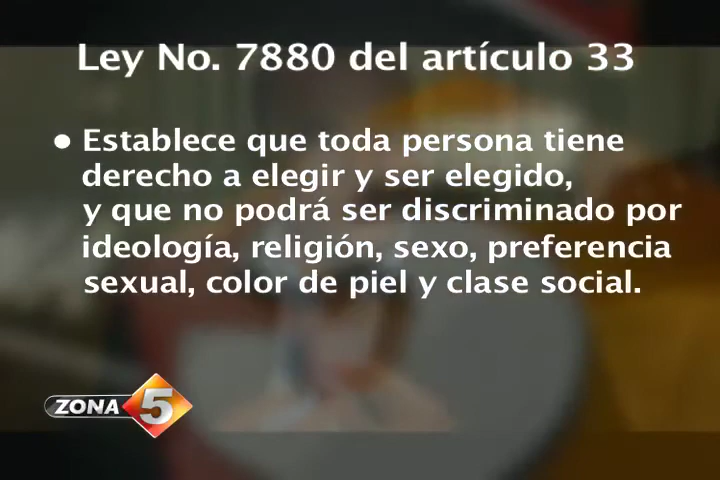 Ley No. 7880 del artículo 33
• Establece que toda persona tiene
derecho a elegir y ser elegido,
y que no podrá ser discriminado por
ideología, religión, sexo, preferencia
sexual, color de piel y clase social.
ZONA 5